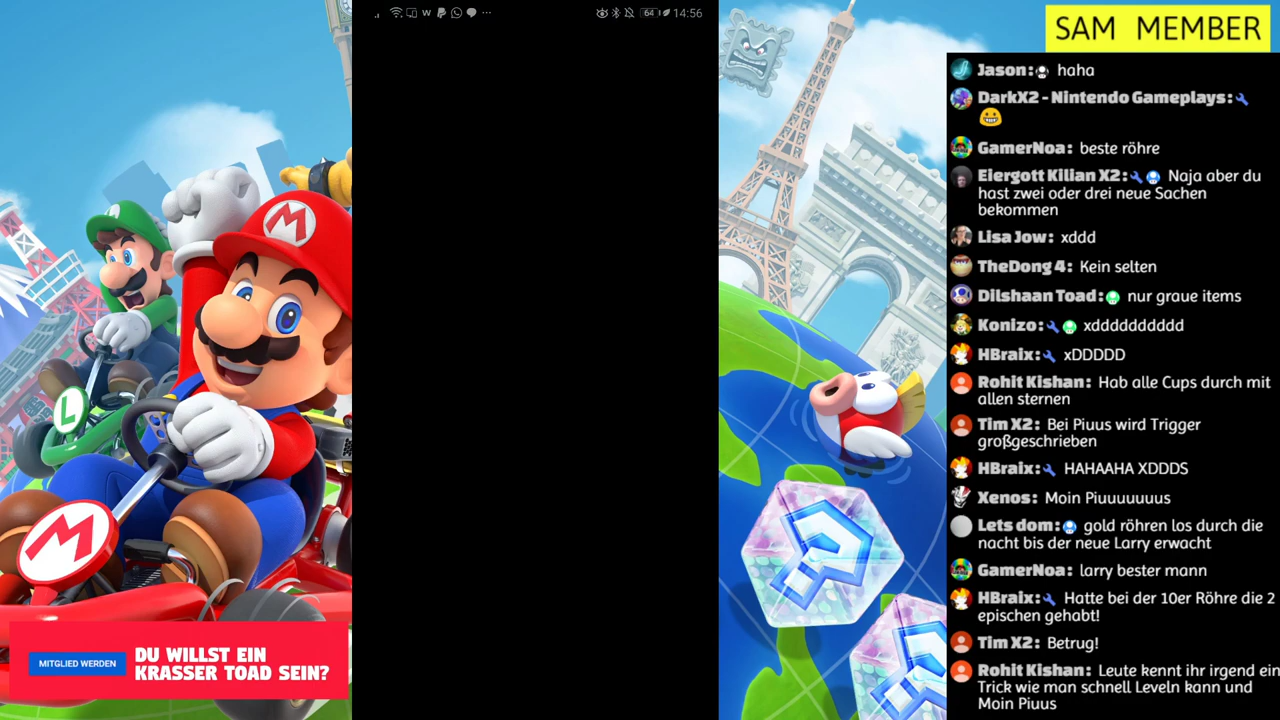 W
64
14:56
SAM MEMBER
Jason: haha
DarkX2 - Nintendo Gameplays:
GamerNoa: beste röhre
Eiergott Kilian X2: Naja aber du
hast zwei oder drei neue Sachen
bekommen
Lisa Jow: xddd
TheDong 4: Kein selten
Dilshaan Toad: nur graue items
Konizo: xdddddddddd
HBraix: xDDDDD
Rohit Kishan: Hab alle Cups durch mit
allen sternen
Tim X2: Bei Piuus wird Trigger
großgeschrieben
HBraix: HAHAAHA XDDDS
Xenos: Moin Piuuuuuuus
Lets dom: gold röhren los durch die
nacht bis der neue Larry erwacht
GamerNoa: larry bester mann
HBraix: Hatte bei der 10er Röhre die 2
epischen gehabt!
Tim X2: Betrug!
Rohit Kishan: Leute kennt ihr irgend ein
Trick wie man schnell Leveln kann und
Moin Piuus
M
L
M
MITGLIED WERDEN
DU WILLST EIN
KRASSER TOAD SEIN?